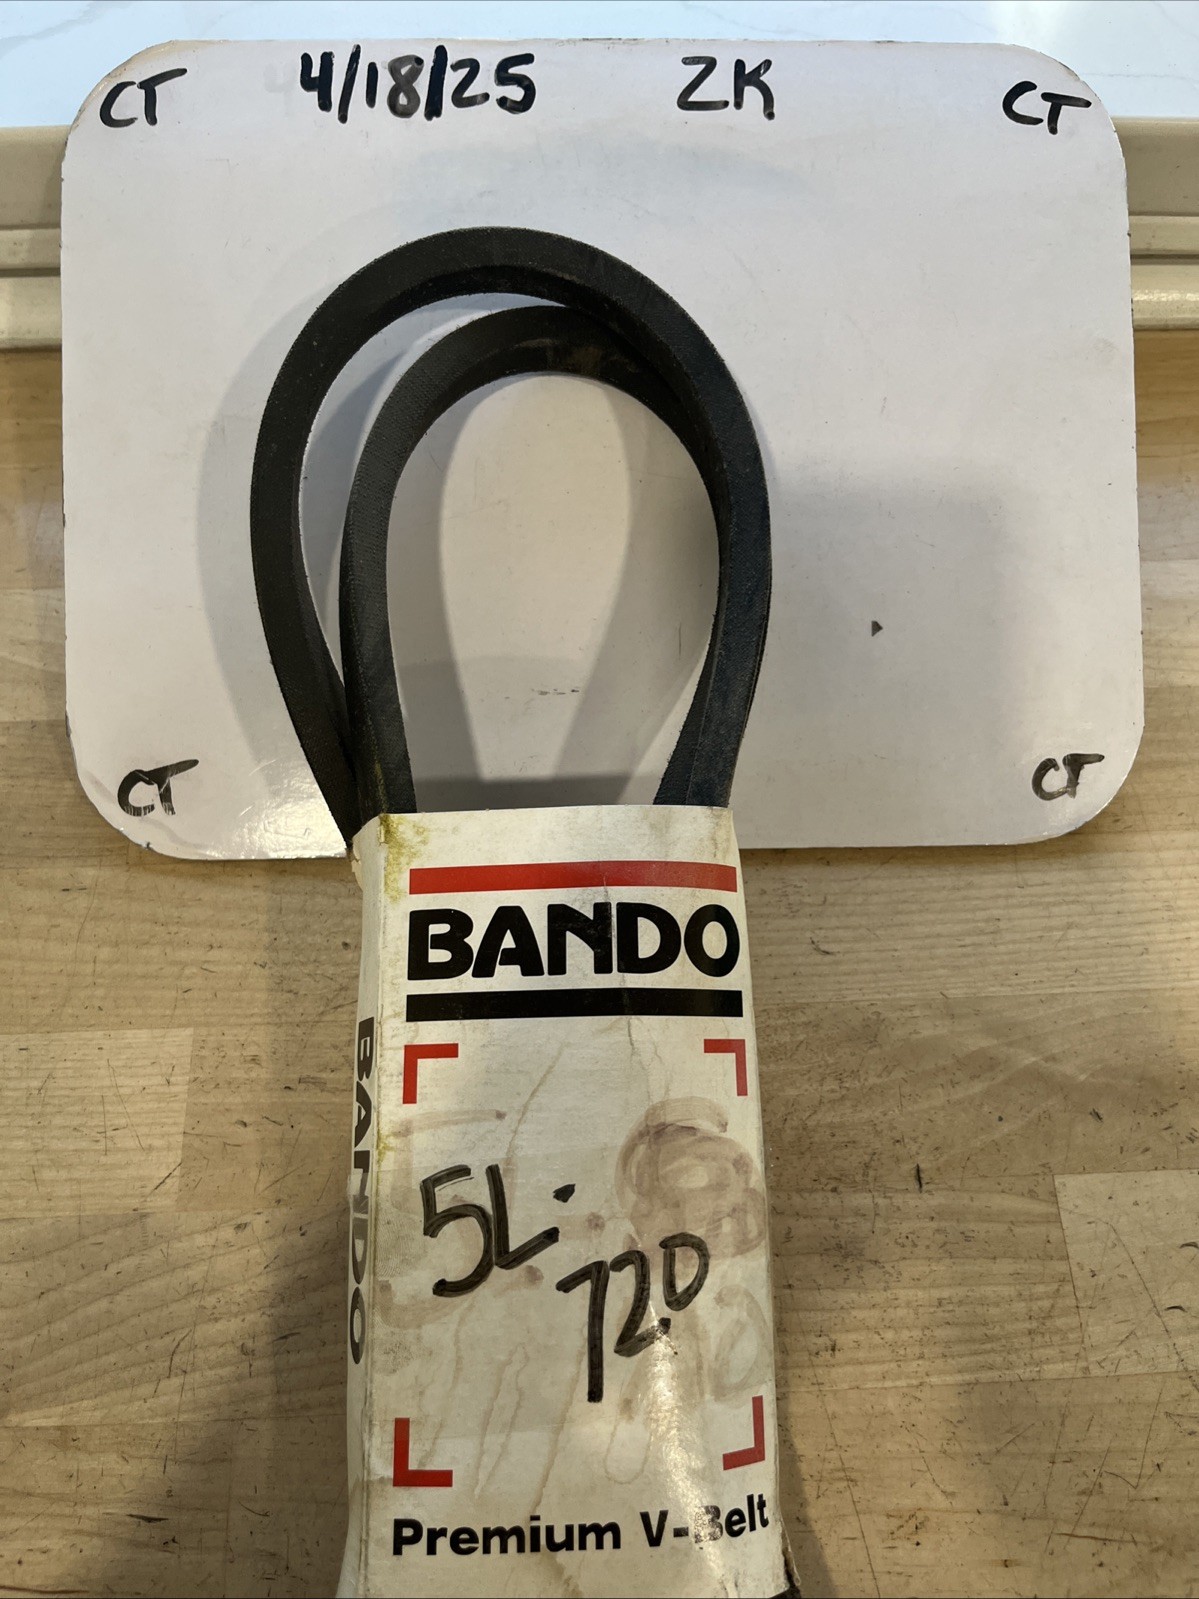 CT 4/18/25 ZK CT
CT CT
BANDO
BANDO
5L-
720
Premium V-Belt